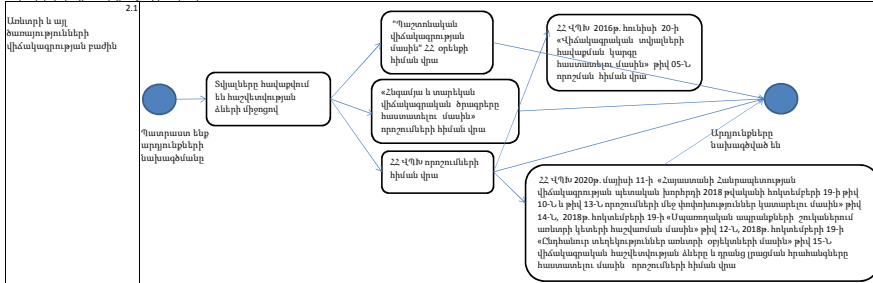 2.1
Առևտրի և այլ
ծառայությունների
վիճակագրության բաժին
Պատրաստ ենք
արդյունքների
նախագծմանը
Տվյալները հավաքվում
են հաշվետվության
ձևերի միջոցով
"Պաշտոնական
վիճակագրության
մասին" ՀՀ օրենքի
հիման վրա
«Հնգամյա և տարեկան
վիճակագրական ծրագրերը
հաստատելու մասին»
որոշումների հիման վրա
ՀՀ ՎՊԽ որոշումների
հիման վրա
ՀՀ ՎՊԽ 2016թ. հունիսի 20-ի
«Վիճակագրական տվյալների
հավաքման կարգը
հաստատելու մասին» թիվ 05-Ն
որոշման հիման վրա
Արդյունքները
նախագծված են
ՀՀ ՎՊԽ 2020թ. մայիսի 11-ի «Հայաստանի Հանրապետության
վիճակագրության պետական խորհրդի 2018 թվականի հոկտեմբերի 19-ի թիվ
10-Ն և թիվ 13-Ն որոշումների մեջ փոփոխություններ կատարելու մասին» թիվ
14-Ն, 2018թ. հոկտեմբերի 19-ի «Սպառողական ապրանքների շուկաներում
առևտրի կետերի հաշվառման մասին» թիվ 12-Ն, 2018թ. հոկտեմբերի 19-ի
«Ընդհանուր տեղեկություններ առևտրի օբյեկտների մասին» թիվ 15-Ն
վիճակագրական հաշվետվության ձևերը և դրանց լրացման հրահանգները
հաստատելու մասին որոշումների հիման վրա